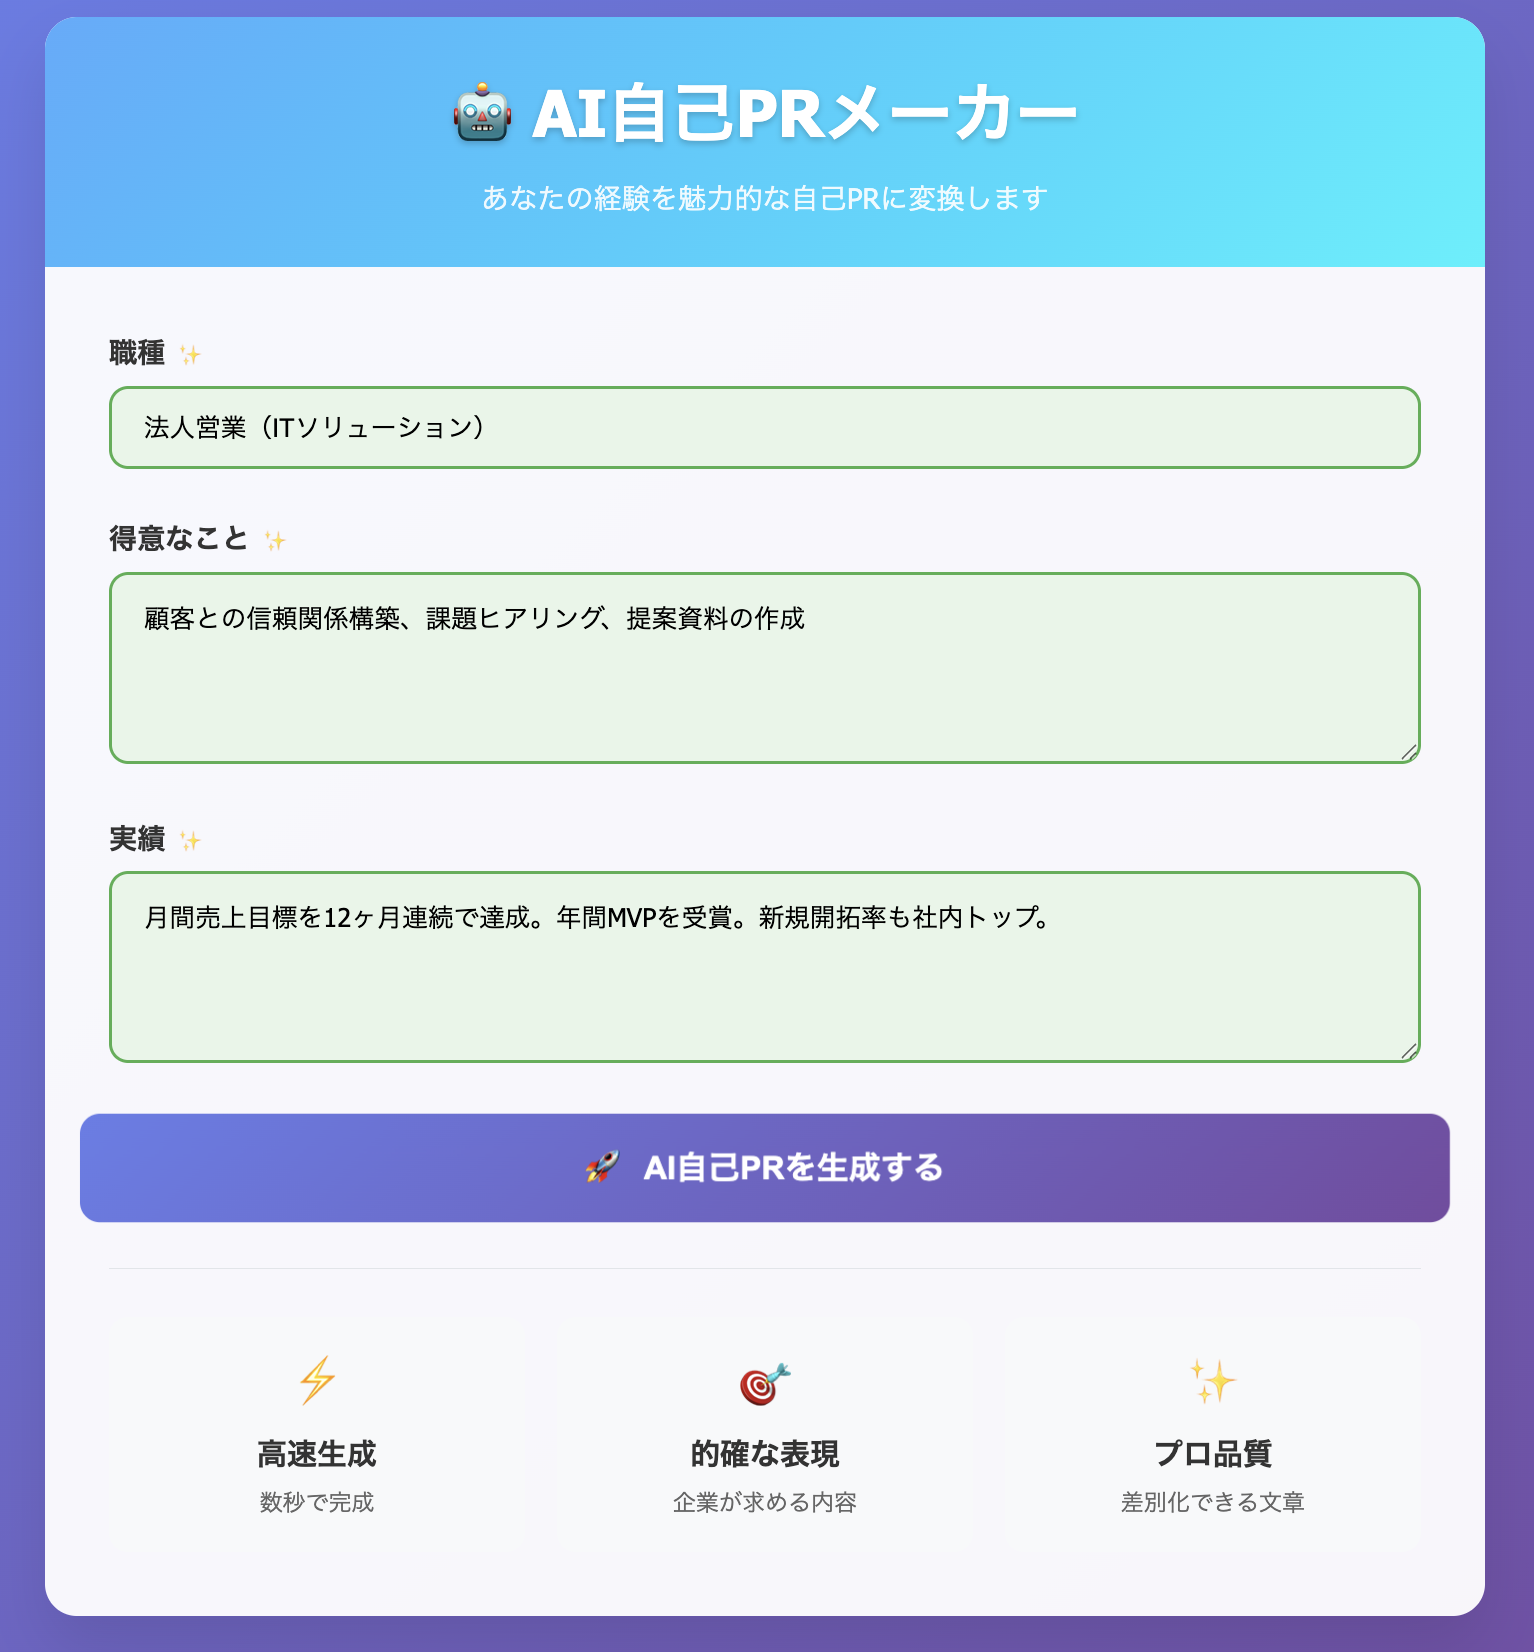 🤖 AI自己PRメーカー
あなたの経験を魅力的な自己PRに変換します
職種 ✨
法人営業（ITソリューション）
得意なこと ✨
顧客との信頼関係構築、課題ヒアリング、提案資料の作成
実績 ✨
月間売上目標を12ヶ月連続で達成。年間MVPを受賞。新規開拓率も社内トップ。
🚀 AI自己PRを生成する
⚡
高速生成
数秒で完成
🎯
的確な表現
企業が求める内容
✨
プロ品質
差別化できる文章